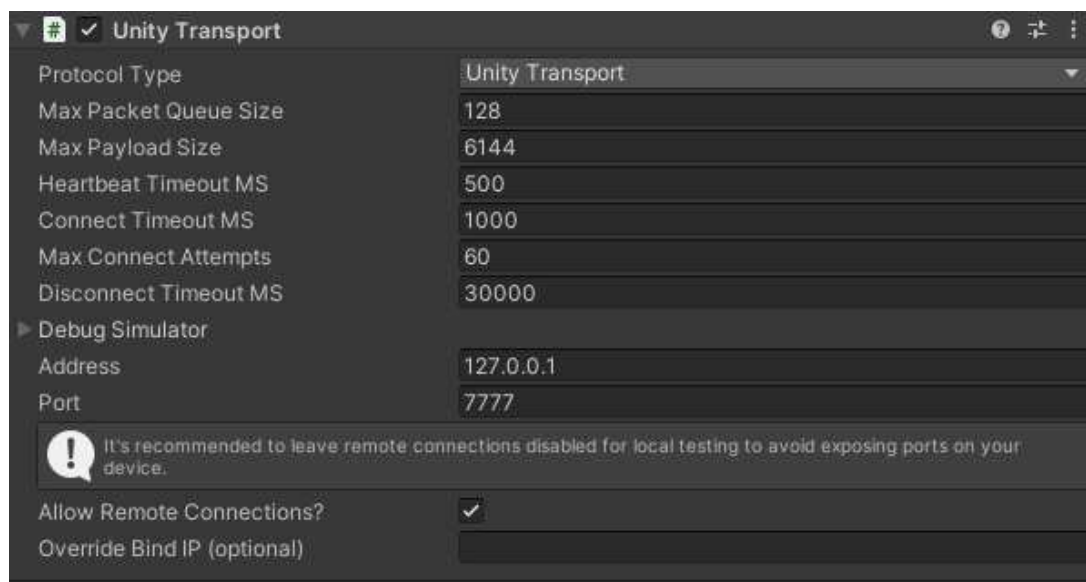 # Unity Transport
Protocol Type Unity Transport
Max Packet Queue Size 128
Max Payload Size 6144
Heartbeat Timeout MS 500
Connect Timeout MS 1000
Max Connect Attempts 60
Disconnect Timeout MS 30000
Debug Simulator
Address 127.0.0.1
Port 7777
It's recommended to leave remote connections disabled for local testing to avoid exposing ports on your
device.
Allow Remote Connections?
Override Bind IP (optional)